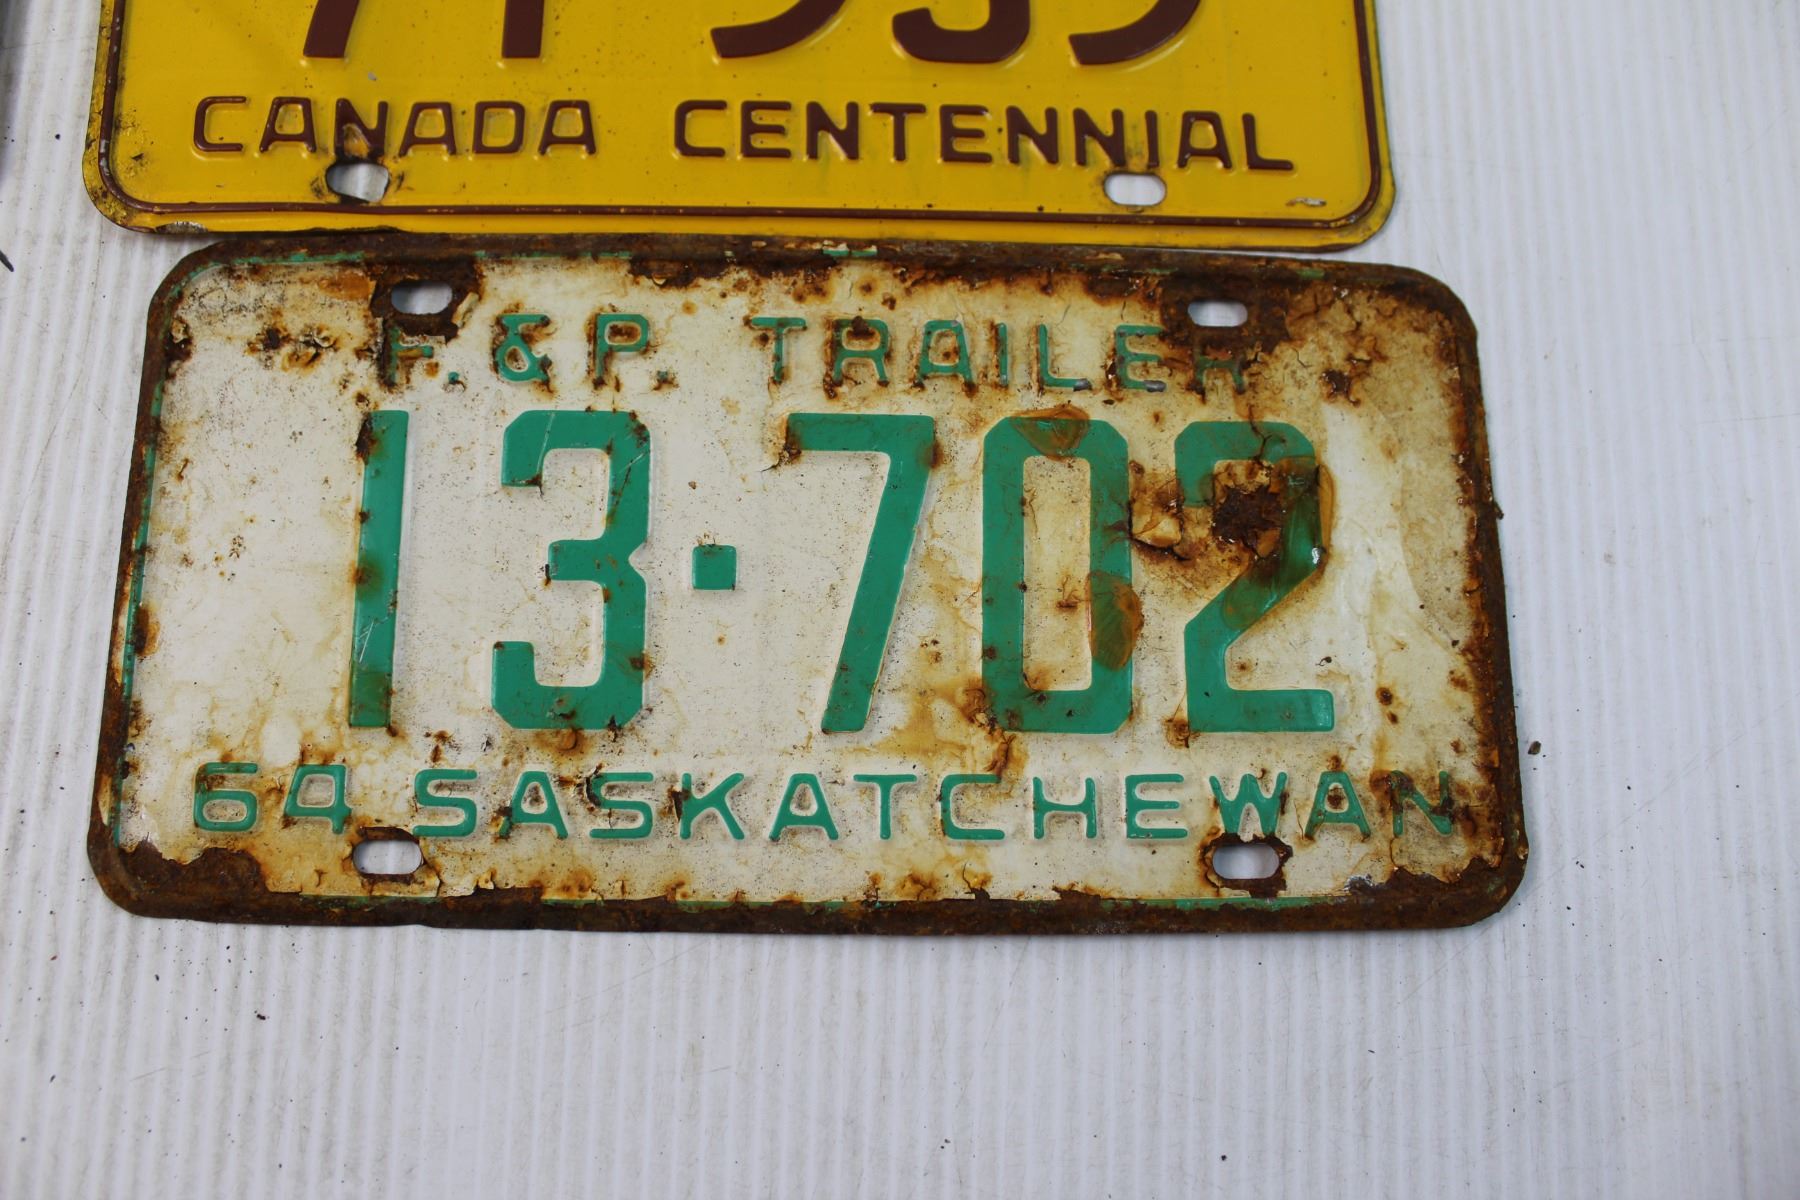 CANADA CENTENNIAL
F.&P. TRAILER
13·702
64 SASKATCHEWAN